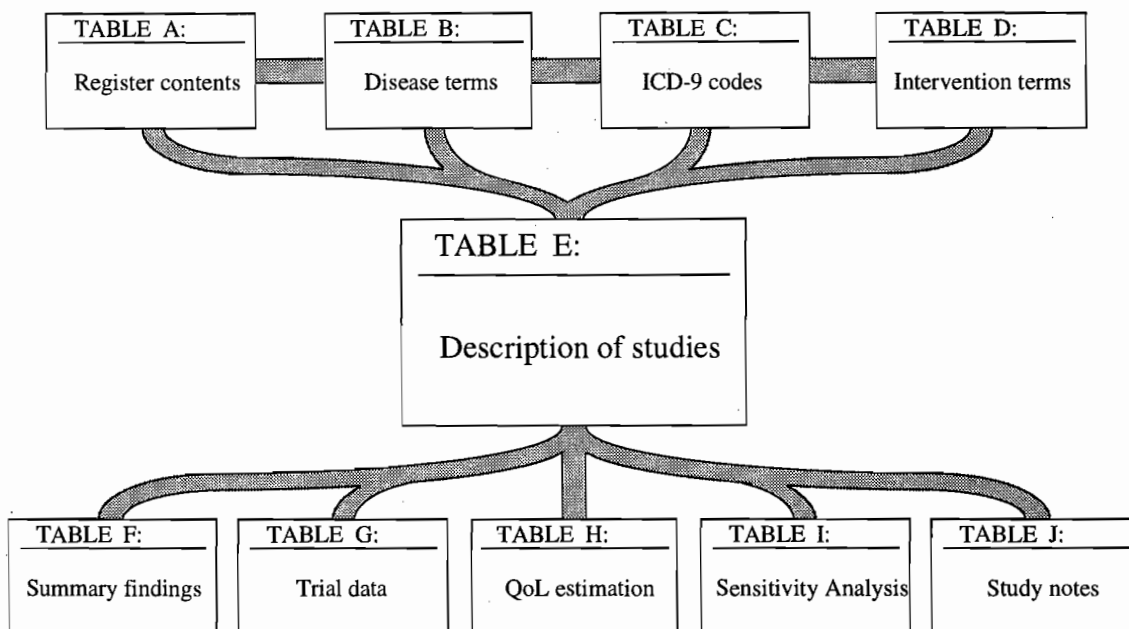 TABLE A:
Register contents
TABLE B:
Disease terms
TABLE C:
ICD-9 codes
TABLE D:
Intervention terms
TABLE E:
Description of studies
TABLE F:
Summary findings
TABLE G:
Trial data
TABLE H:
QoL estimation
TABLE I:
Sensitivity Analysis
TABLE J:
Study notes